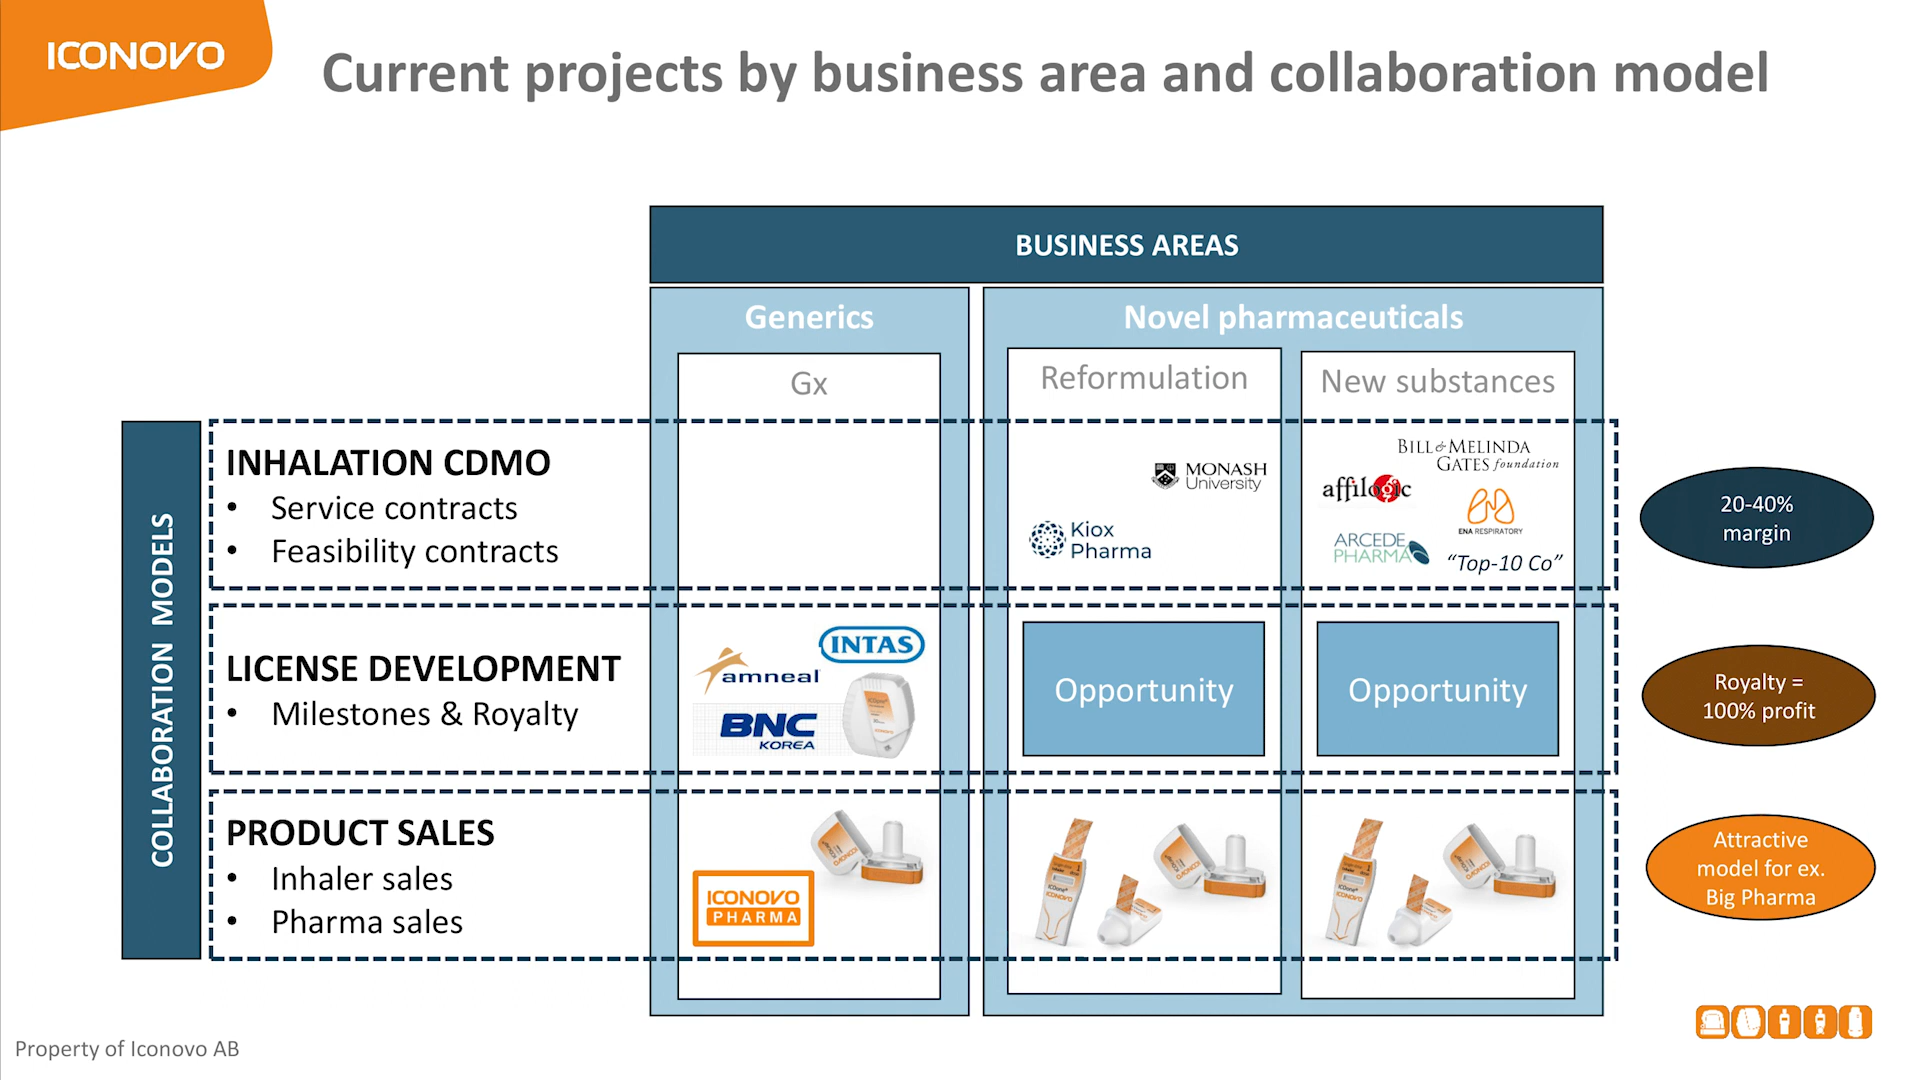 ICONOVO
Current projects by business area and collaboration model
BUSINESS AREAS
Generics
Novel pharmaceuticals
Gx
Reformulation
New substances
COLLABORATION MODELS
INHALATION CDMO
• Service contracts
• Feasibility contracts
MONASH
University
Kiox
Pharma
BILL & MELINDA
GATES foundation
affilogic
ENA RESPIRATORY
ARCEDE
PHARMA
“Top-10 Co”
20-40%
margin
LICENSE DEVELOPMENT
• Milestones & Royalty
INTAS
amneal
BNC
KOREA
Opportunity
Opportunity
Royalty =
100% profit
PRODUCT SALES
• Inhaler sales
• Pharma sales
ICONOVO
PHARMA
Attractive
model for ex.
Big Pharma
Property of Iconovo AB